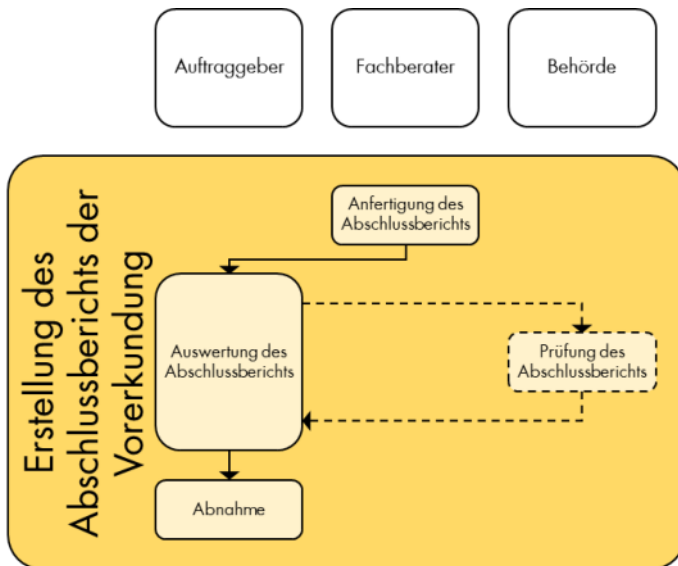 Auftraggeber
Fachberater
Behörde
Erstellung des
Abschlussberichts der
Vorerkundung
Anfertigung des
Abschlussberichts
Auswertung des
Abschlussberichts
Prüfung des
Abschlussberichts
Abnahme